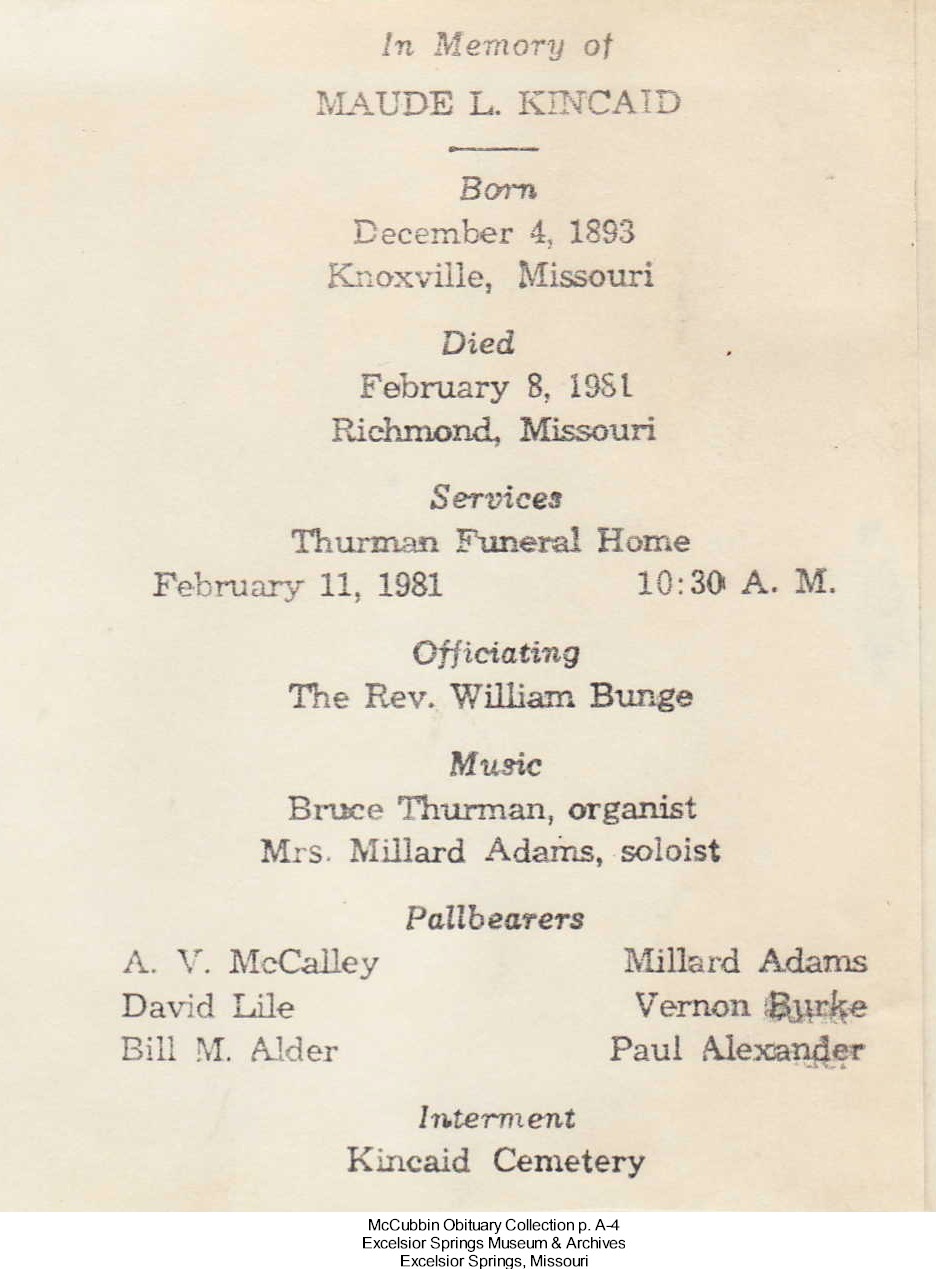 In Memory of
MAUDE L. KINCAID
Born
December 4, 1893
Knoxville, Missouri
Died
February 8, 1981
Richmond, Missouri
Services
Thurman Funeral Home
February 11, 1981 10:30 A. M.
Officiating
The Rev. William Bunge
Music
Bruce Thurman, organist
Mrs. Millard Adams, soloist
Pallbearers
A. V. McCalley Millard Adams
David Lile Vernon Burke
Bill M. Alder Paul Alexander
Interment
Kincaid Cemetery
McCubbin Obituary Collection p. A-4
Excelsior Springs Museum & Archives
Excelsior Springs, Missouri